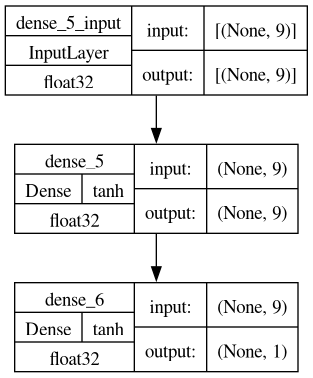 dense_5_input
input:
[(None, 9)]
InputLayer
float32
output:
[(None, 9)]
dense_5
input:
(None, 9)
Dense
tanh
float32
output:
(None, 9)
dense_6
input:
(None, 9)
Dense
tanh
float32
output:
(None, 1)